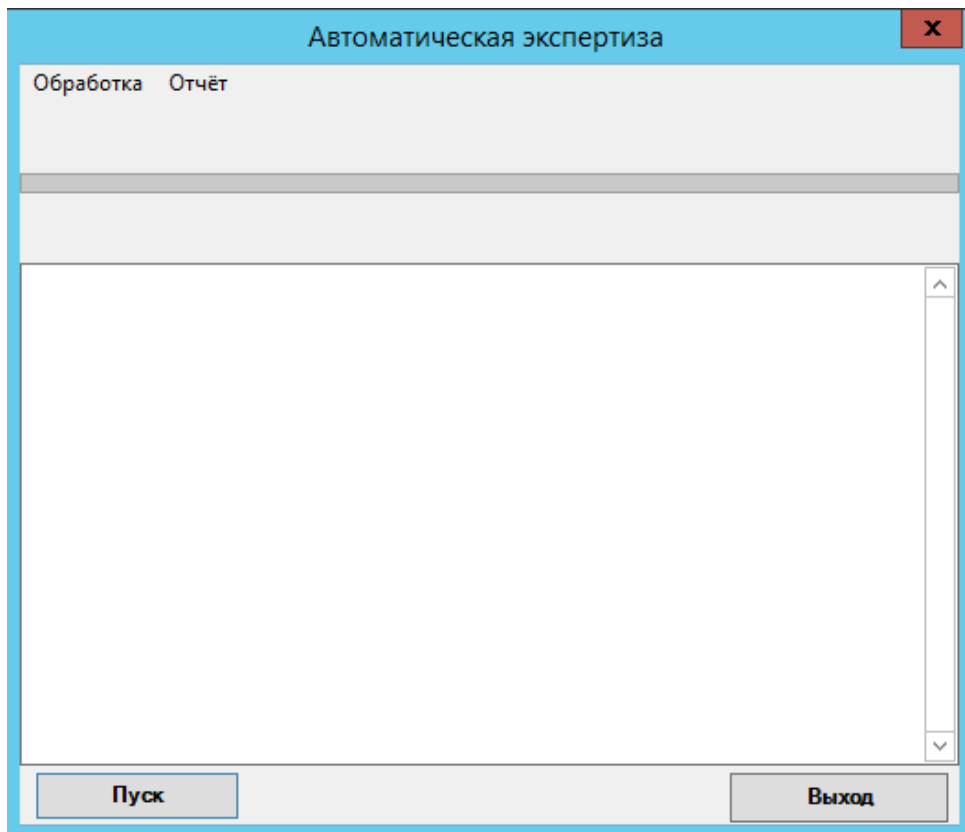 Автоматическая экспертиза
x
Обработка Отчёт
Пуск Выход